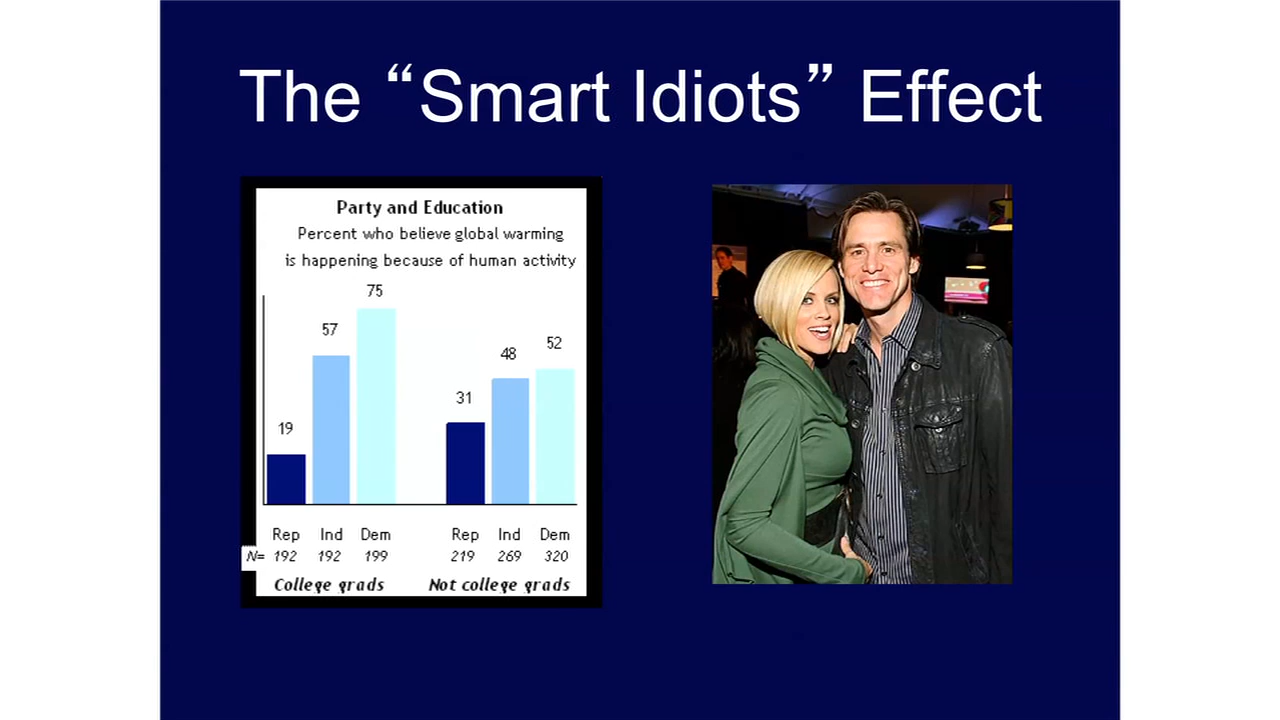 The “Smart Idiots” Effect
Party and Education
Percent who believe global warming
is happening because of human activity
75
57
52
48
31
19
Rep Ind Dem Rep Ind Dem
N= 192 192 199 219 269 320
College grads Not college grads